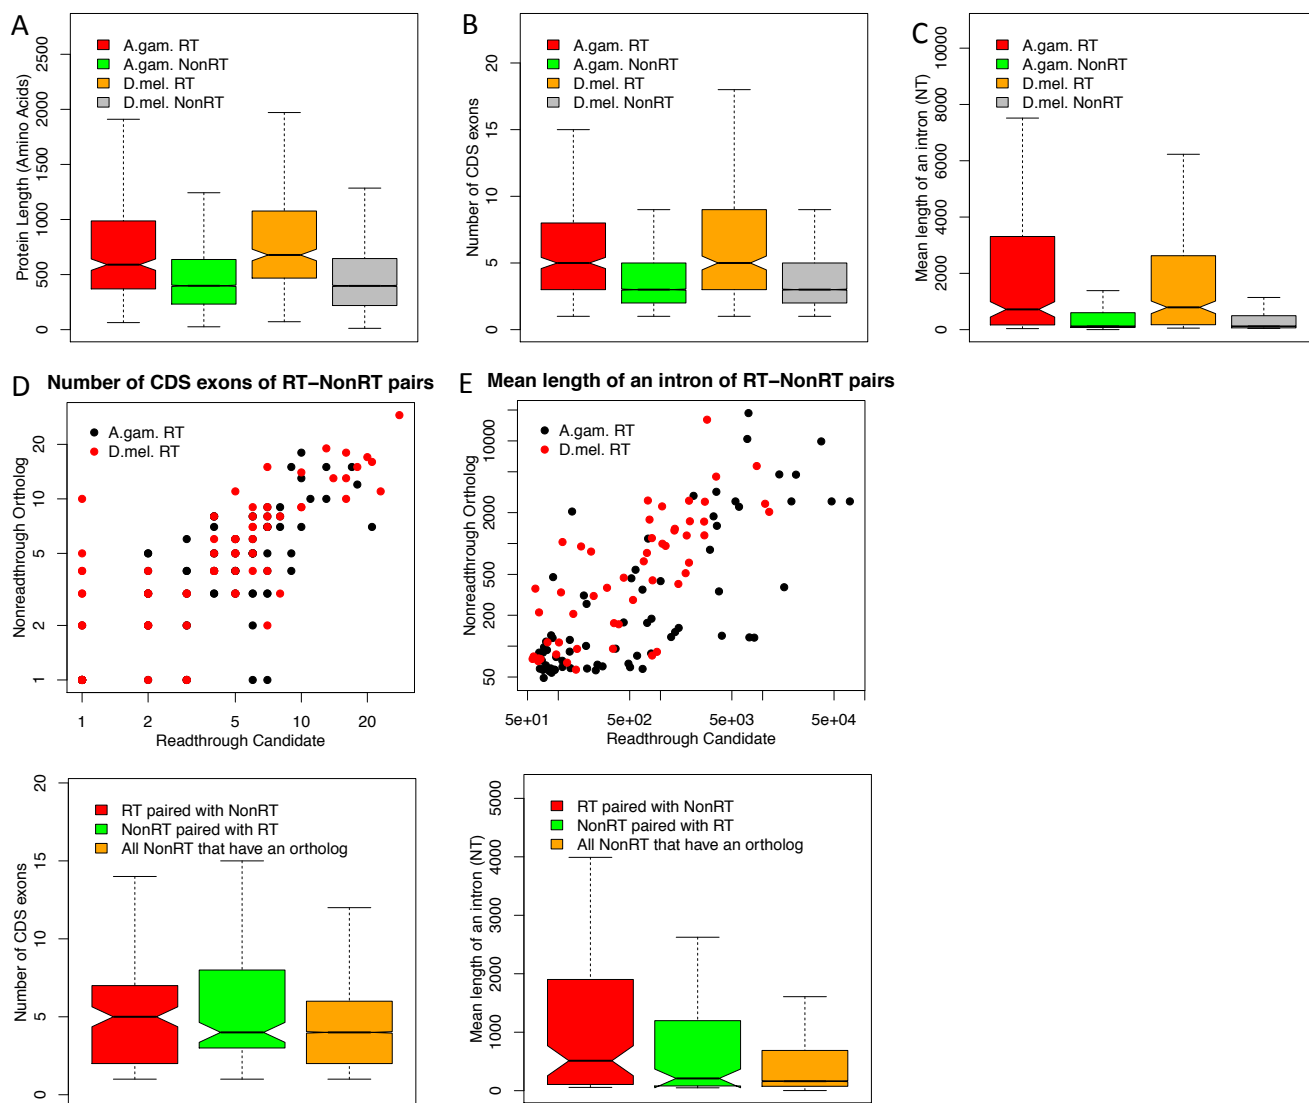 A
Protein Length (Amino Acids)
0
500
1000
1500
2000
2500
A.gam. RT
A.gam. NonRT
D.mel. RT
D.mel. NonRT
B
Number of CDS exons
0
5
10
15
20
A.gam. RT
A.gam. NonRT
D.mel. RT
D.mel. NonRT
C
Mean length of an intron (NT)
0
2000
4000
6000
8000
10000
A.gam. RT
A.gam. NonRT
D.mel. RT
D.mel. NonRT
D
Number of CDS exons of RT–NonRT pairs
A.gam. RT
D.mel. RT
Nonreadthrough Ortholog
1
2
5
10
20
1
2
5
10
20
Readthrough Candidate
E
Mean length of an intron of RT–NonRT pairs
A.gam. RT
D.mel. RT
Nonreadthrough Ortholog
50
200
500
2000
10000
5e+01
5e+02
5e+03
5e+04
Readthrough Candidate
Number of CDS exons
0
5
10
15
20
RT paired with NonRT
NonRT paired with RT
All NonRT that have an ortholog
Mean length of an intron (NT)
0
1000
2000
3000
4000
5000
RT paired with NonRT
NonRT paired with RT
All NonRT that have an ortholog